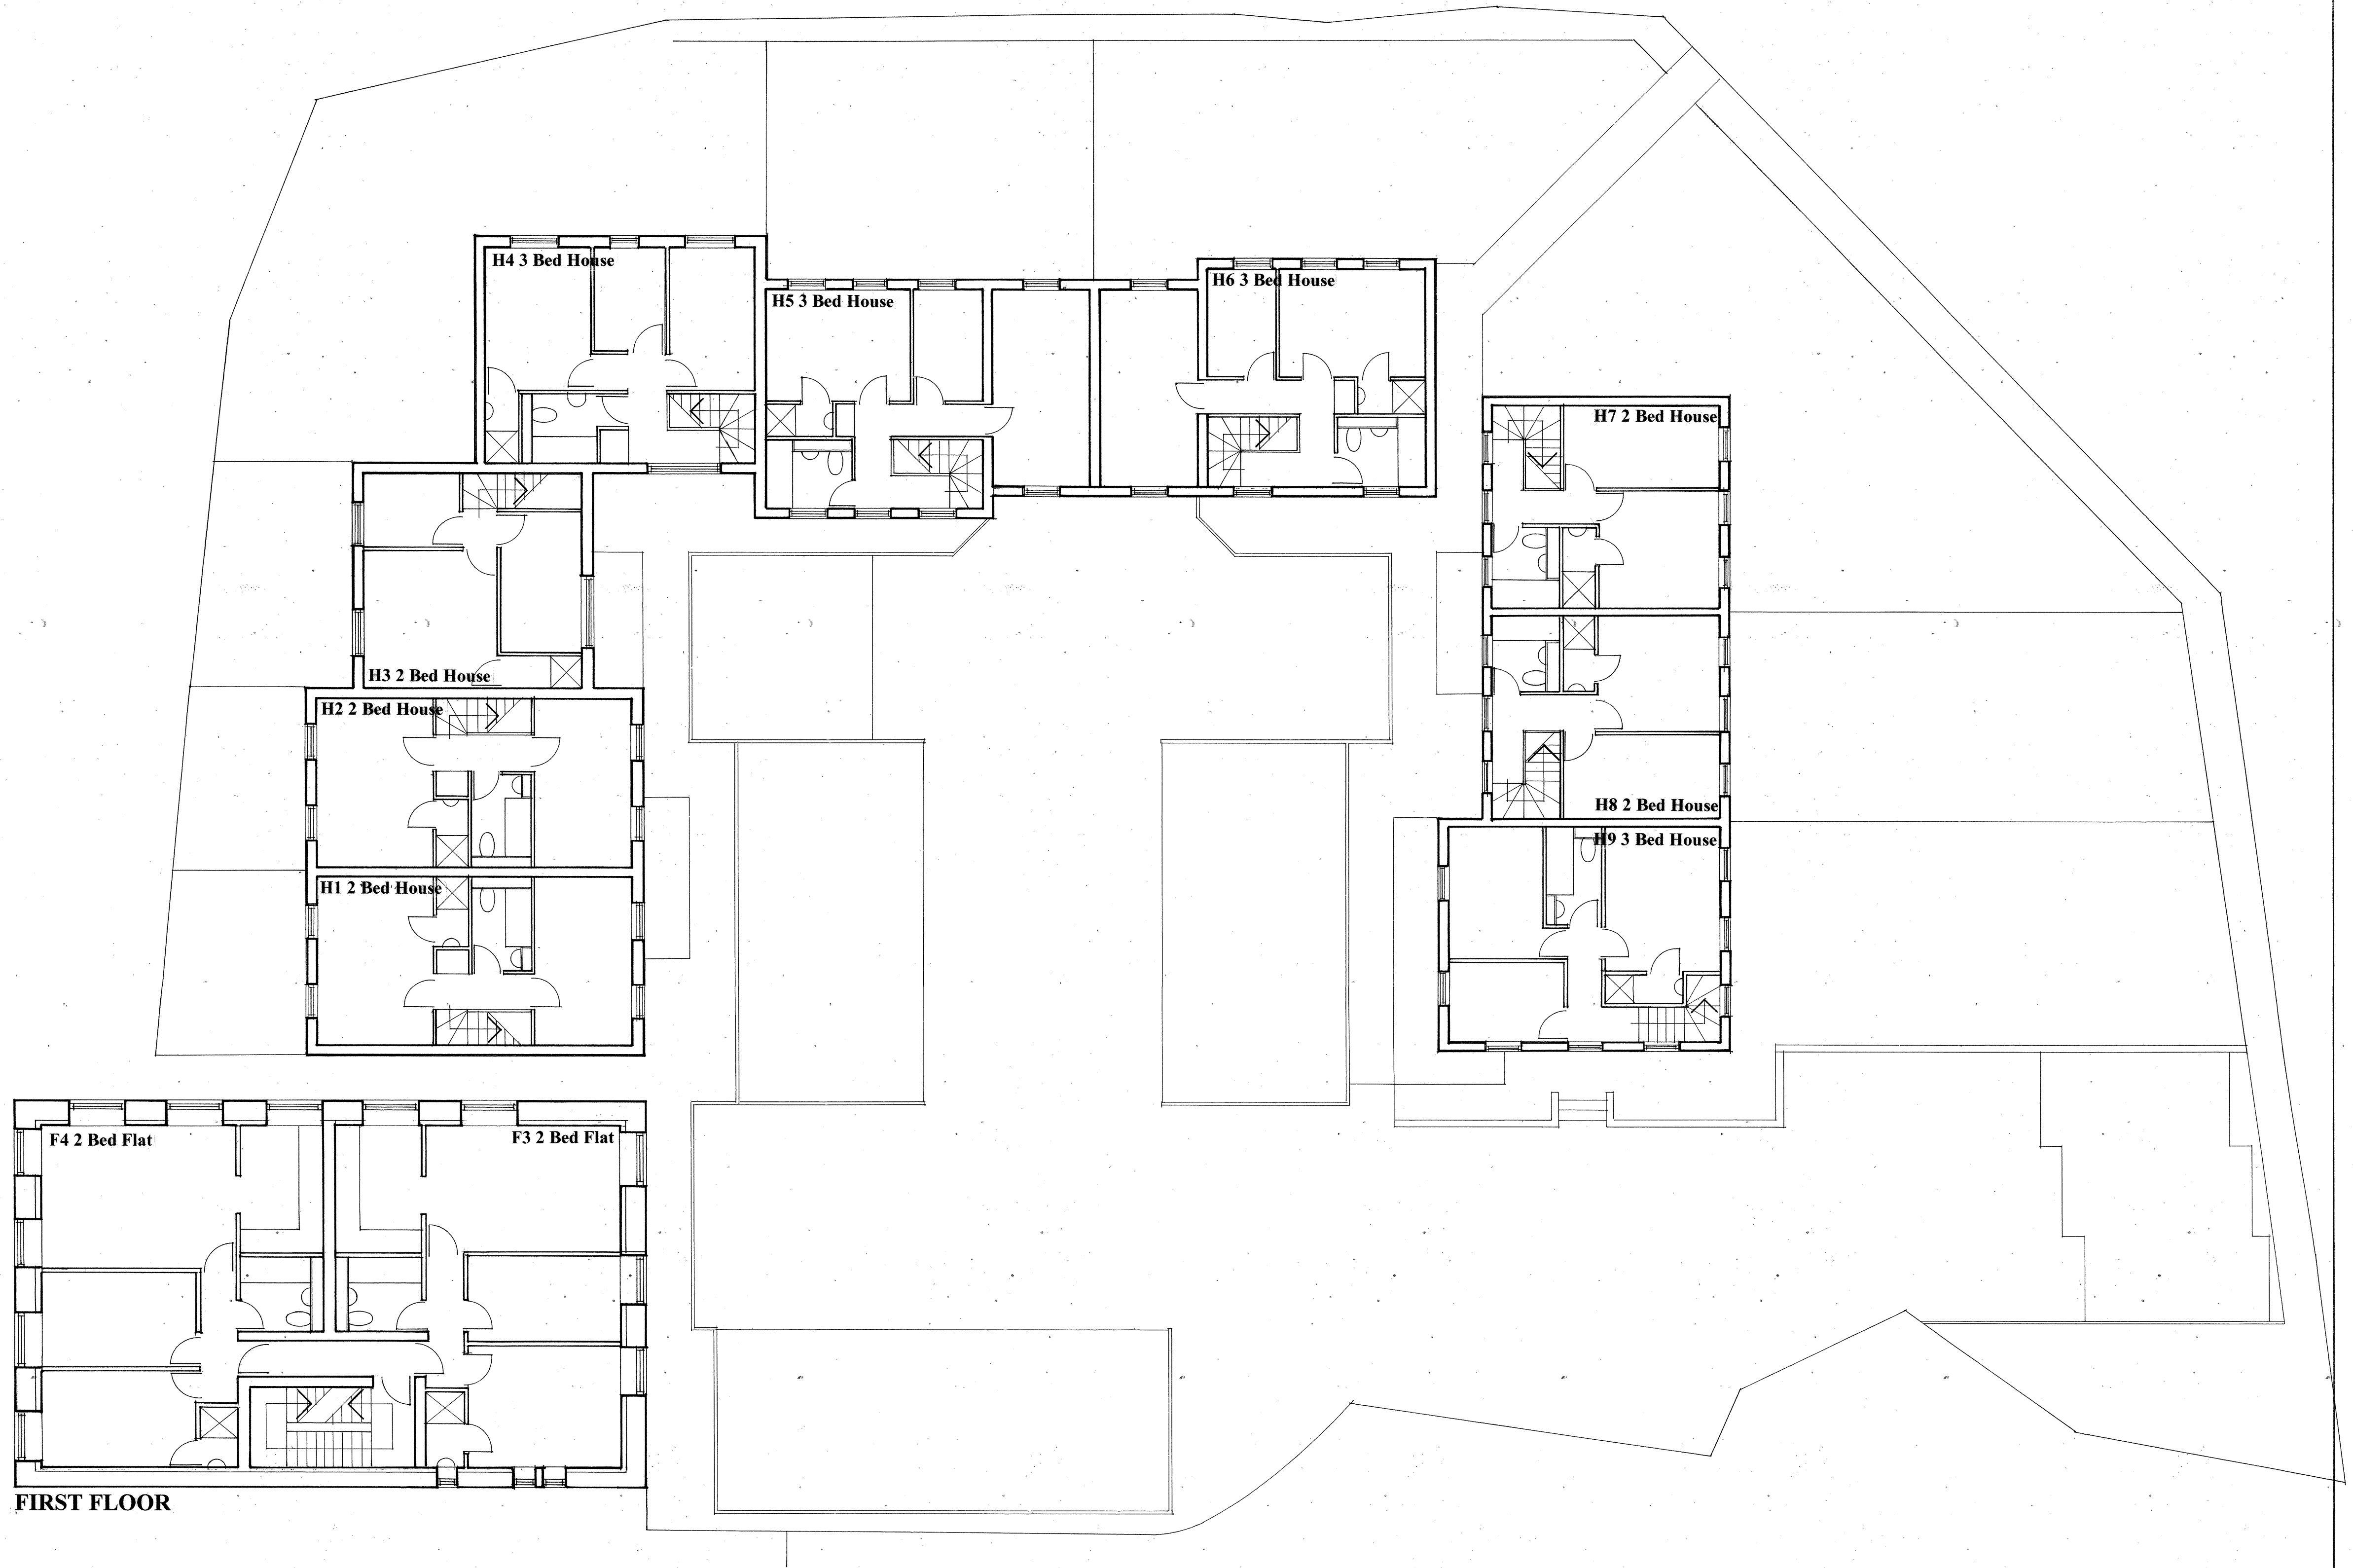 H4 3 Bed House
H6 3 Bed House
H5 3 Bed House
H7 2 Bed House
H3 2 Bed House
H2 2 Bed House
H8 2 Bed House
H9 3 Bed House
H1 2 Bed House
F4 2 Bed Flat
F3 2 Bed Flat
FIRST FLOOR